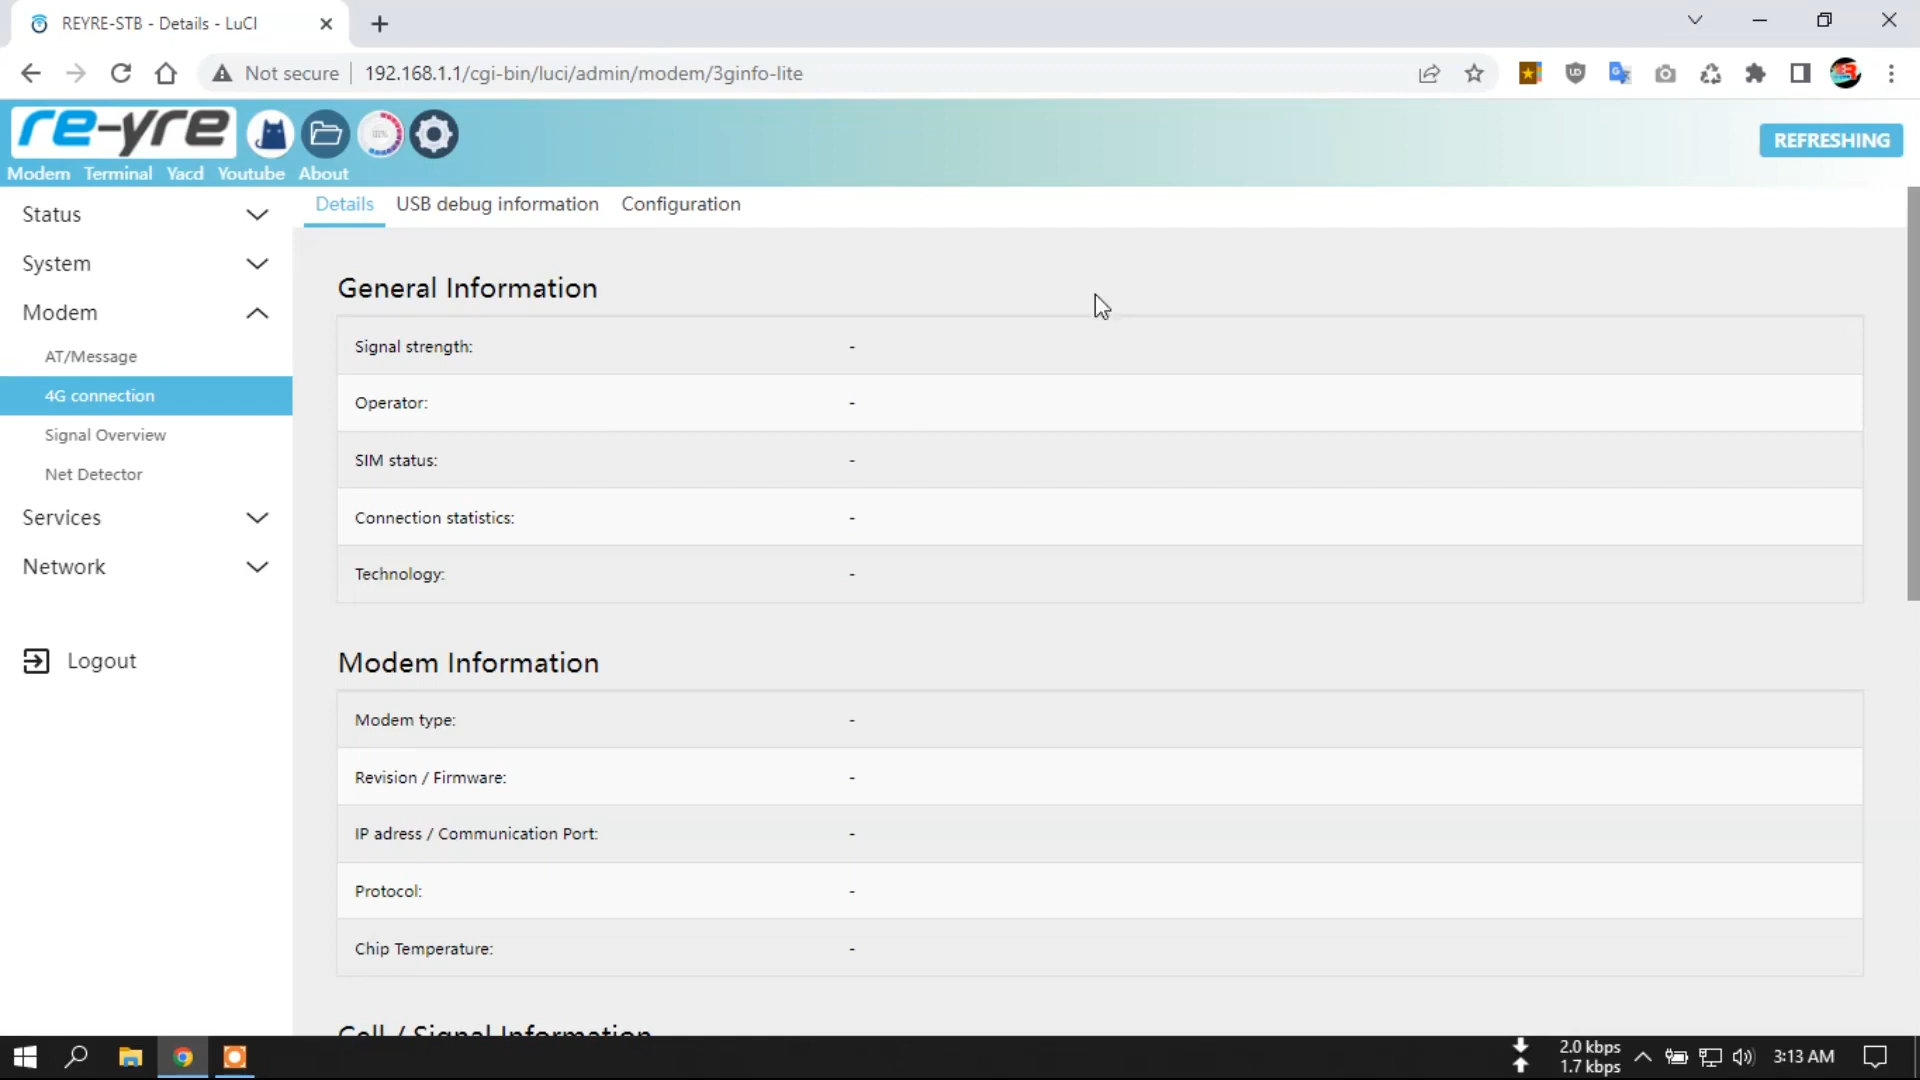 REYRE-STB - Details - LuCI
Not secure
192.168.1.1/cgi-bin/luci/admin/modem/3ginfo-lite
re-yre
REFRESHING
Modem Terminal Yacd Youtube About
Status
System
Modem
AT/Message
4G connection
Signal Overview
Net Detector
Services
Network
Logout
Details USB debug information Configuration
General Information
Signal strength: -
Operator: -
SIM status: -
Connection statistics: -
Technology: -
Modem Information
Modem type: -
Revision / Firmware: -
IP adress / Communication Port: -
Protocol: -
Chip Temperature: -
Cell / Signal Information
2.0 kbps
1.7 kbps
3:13 AM